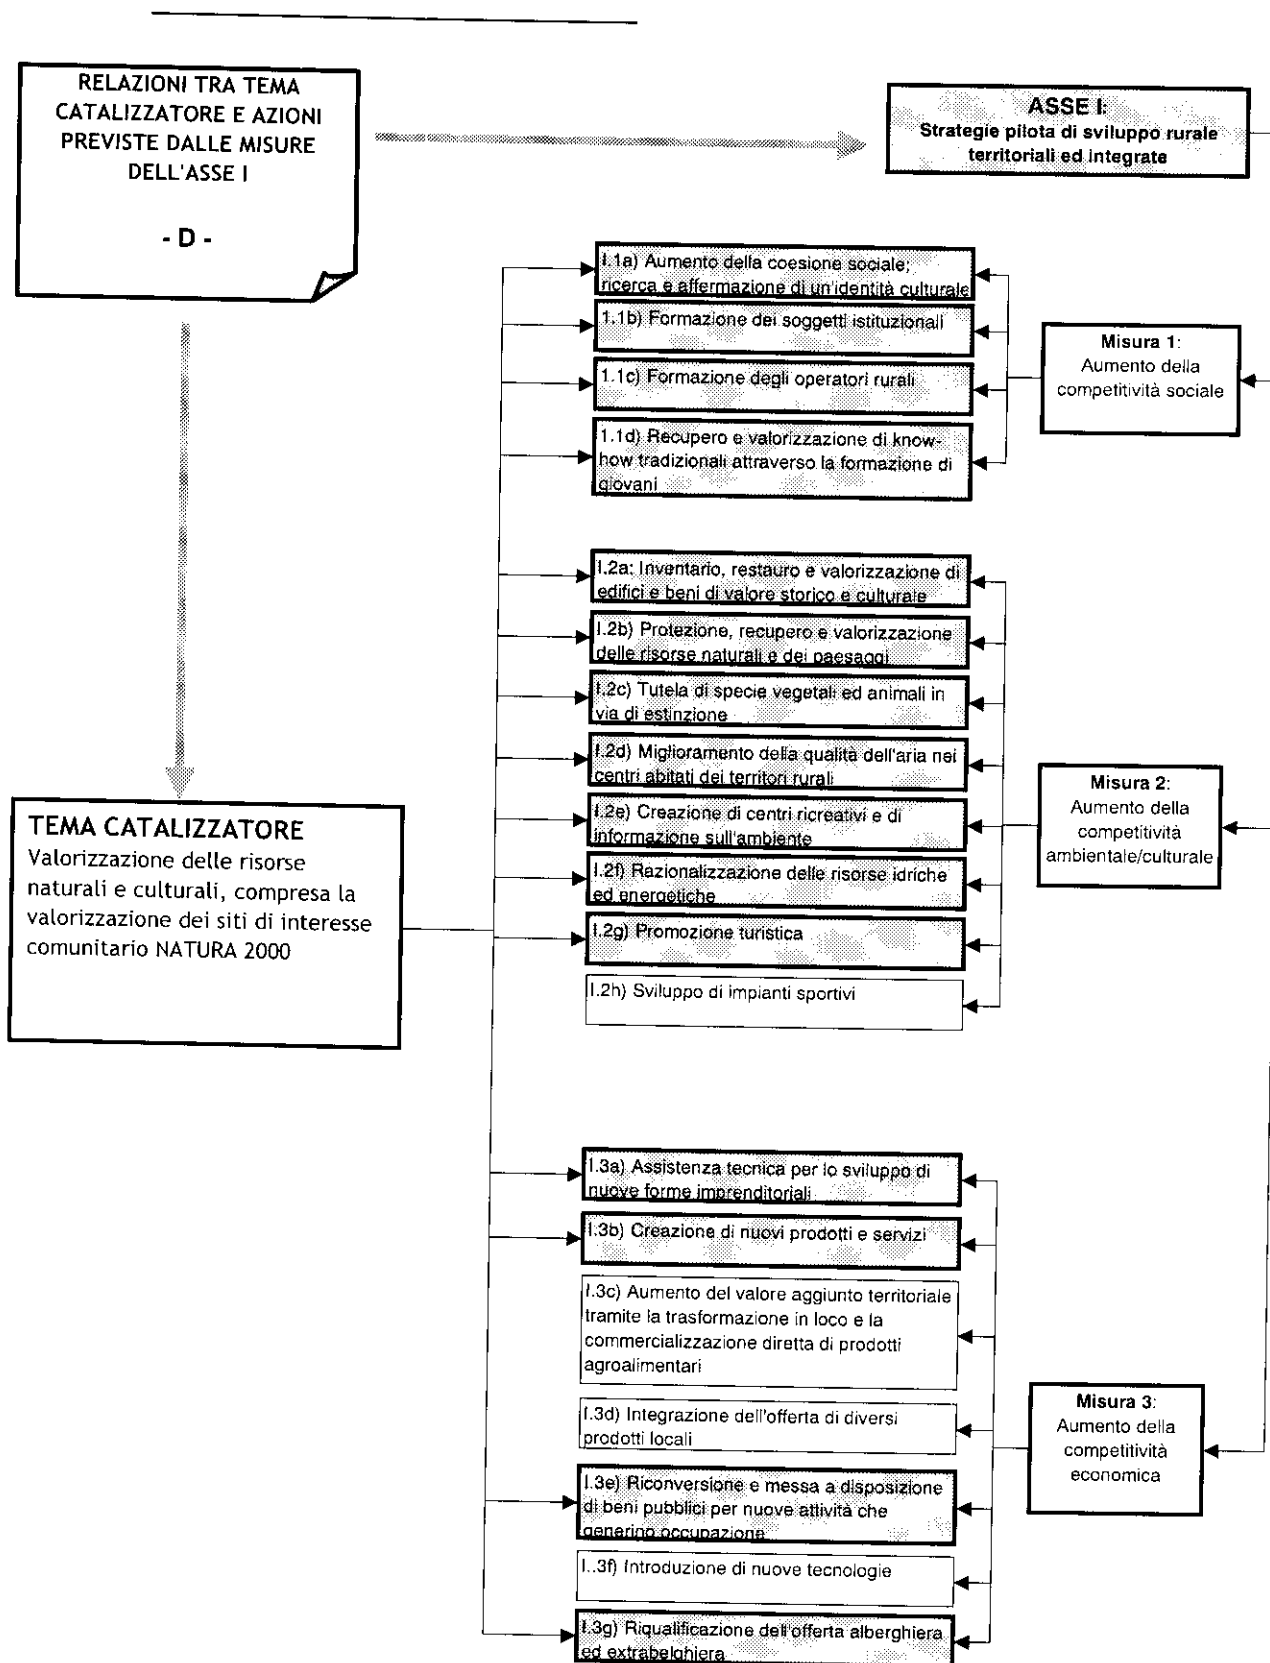 RELAZIONI TRA TEMA
CATALIZZATORE E AZIONI
PREVISTE DALLE MISURE
DELL'ASSE I
- D -
ASSE I:
Strategie pilota di sviluppo rurale
territoriali ed integrate
I.1a) Aumento della coesione sociale;
ricerca e affermazione di un'identità culturale
1.1b) Formazione dei soggetti istituzionali
1.1c) Formazione degli operatori rurali
1.1d) Recupero e valorizzazione di know-
how tradizionali attraverso la formazione di
giovani
Misura 1:
Aumento della
competitività sociale
I.2a: Inventario, restauro e valorizzazione di
edifici e beni di valore storico e culturale
I.2b) Protezione, recupero e valorizzazione
delle risorse naturali e dei paesaggi
I.2c) Tutela di specie vegetali ed animali in
via di estinzione
I.2d) Miglioramento della qualità dell'aria nei
centri abitati dei territori rurali
I.2e) Creazione di centri ricreativi e di
informazione sull'ambiente
I.2f) Razionalizzazione delle risorse idriche
ed energetiche
I.2g) Promozione turistica
I.2h) Sviluppo di impianti sportivi
Misura 2:
Aumento della
competitività
ambientale/culturale
TEMA CATALIZZATORE
Valorizzazione delle risorse
naturali e culturali, compresa la
valorizzazione dei siti di interesse
comunitario NATURA 2000
I.3a) Assistenza tecnica per lo sviluppo di
nuove forme imprenditoriali
I.3b) Creazione di nuovi prodotti e servizi
I.3c) Aumento del valore aggiunto territoriale
tramite la trasformazione in loco e la
commercializzazione diretta di prodotti
agroalimentari
I.3d) Integrazione dell'offerta di diversi
prodotti locali
I.3e) Riconversione e messa a disposizione
di beni pubblici per nuove attività che
generino occupazione
I..3f) Introduzione di nuove tecnologie
I.3g) Riqualificazione dell'offerta alberghiera
ed extrabelghiera
Misura 3:
Aumento della
competitività
economica